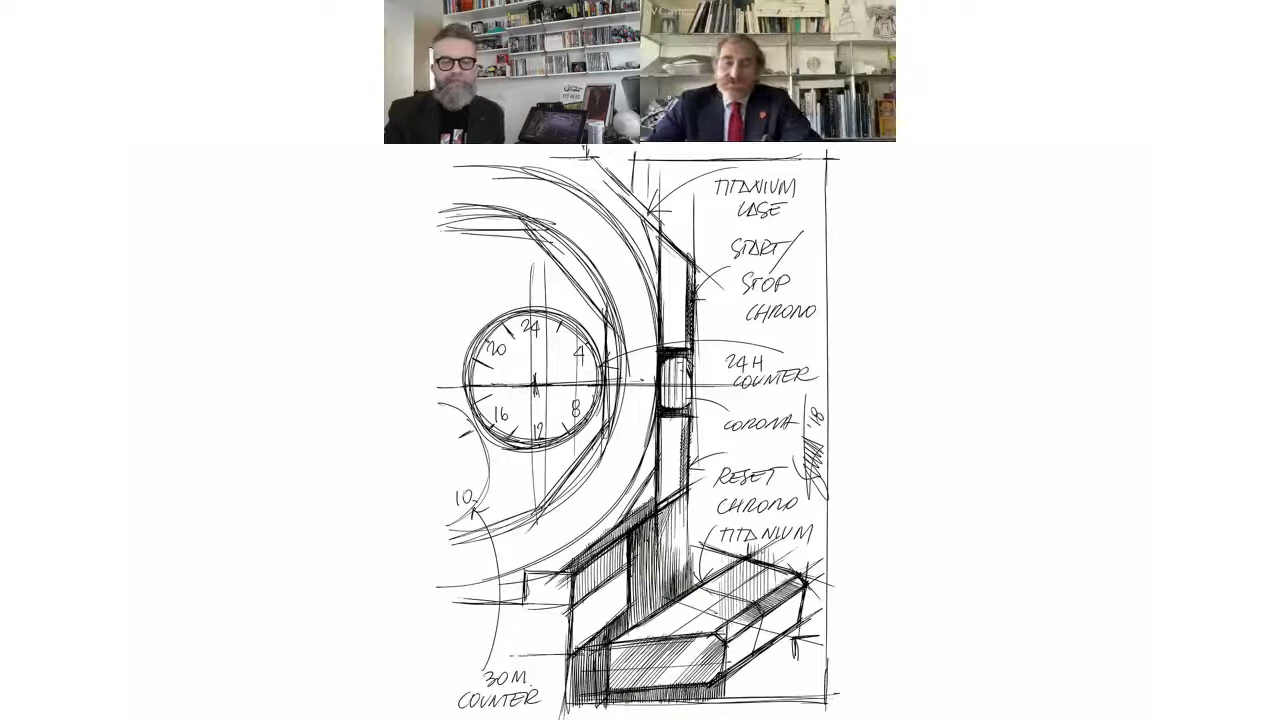 TITANIUM
CASE
START/
STOP
CHRONO
24
20
4
24 H
COUNTER
16
8
12
CORONA
'18
10
RESET
CHRONO
TITANIUM
30 M.
COUNTER